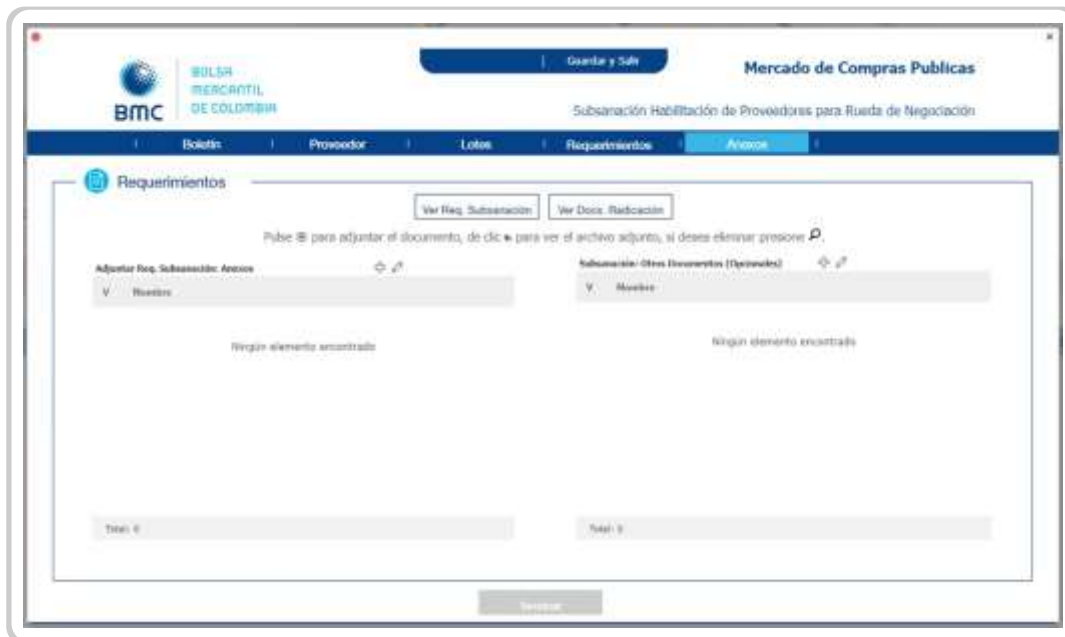 BOLSA
MERCANTIL
DE COLOMBIA
BMC
Guardar y Salir
Mercado de Compras Publicas
Subsanación Habilitación de Proveedores para Rueda de Negociación
Boletín
Proveedor
Lotes
Requerimientos
Anexos
Requerimientos
Ver Req. Subsanación
Ver Docs. Radicación
Pulse para adjuntar el documento, de clic para ver el archivo adjunto, si desea eliminar presione
Adjuntar Req. Subsanación: Anexos
V Nombre
Ningún elemento encontrado
Total: 0
Subsanación: Otros Documentos (Opcionales)
V Nombre
Ningún elemento encontrado
Total: 0